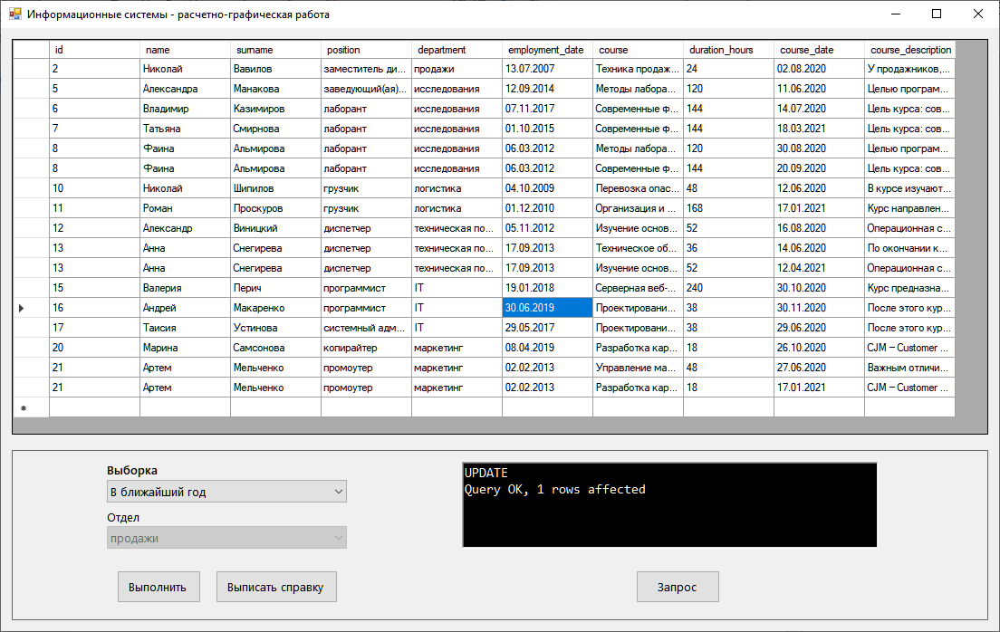 Информационные системы - расчетно-графическая работа
id name surname position department employment_date course duration_hours course_date course_description
2 Николай Вавилов заместитель ди... продажи 13.07.2007 Техника продаж... 24 02.08.2020 У продажников,...
5 Александра Манакова заведующий(ая)... исследования 12.09.2014 Методы лабора... 120 11.06.2020 Целью програм...
6 Владимир Казимиров лаборант исследования 07.11.2017 Современные ф... 144 14.07.2020 Цель курса: сов...
7 Татьяна Смирнова лаборант исследования 01.10.2015 Современные ф... 144 18.03.2021 Цель курса: сов...
8 Фаина Альмирова лаборант исследования 06.03.2012 Методы лабора... 120 30.08.2020 Целью програм...
8 Фаина Альмирова лаборант исследования 06.03.2012 Современные ф... 144 20.09.2020 Цель курса: сов...
10 Николай Шипилов грузчик логистика 04.10.2009 Перевозка опас... 48 12.06.2020 В курсе изучают...
11 Роман Проскуров грузчик логистика 01.12.2010 Организация и ... 168 17.01.2021 Курс направлен...
12 Александр Виницкий диспетчер техническая по... 05.11.2012 Изучение основ... 52 16.08.2020 Операционная с...
13 Анна Снегирева диспетчер техническая по... 17.09.2013 Техническое об... 36 14.06.2020 По окончании к...
13 Анна Снегирева диспетчер техническая по... 17.09.2013 Изучение основ... 52 12.04.2021 Операционная с...
15 Валерия Перич программист IT 19.01.2018 Серверная веб-... 240 30.10.2020 Курс предназна...
16 Андрей Макаренко программист IT 30.06.2019 Проектировани... 38 30.11.2020 После этого кур...
17 Таисия Устинова системный адм... IT 29.05.2017 Проектировани... 38 29.06.2020 После этого кур...
20 Марина Самсонова копирайтер маркетинг 08.04.2019 Разработка кар... 18 26.10.2020 CJM – Customer ...
21 Артем Мельченко промоутер маркетинг 02.02.2013 Управление ма... 48 27.06.2020 Важным отличи...
21 Артем Мельченко промоутер маркетинг 02.02.2013 Разработка кар... 18 17.01.2021 CJM – Customer ...
Выборка
В ближайший год
Отдел
продажи
Выполнить Выписать справку
UPDATE
Query OK, 1 rows affected
Запрос